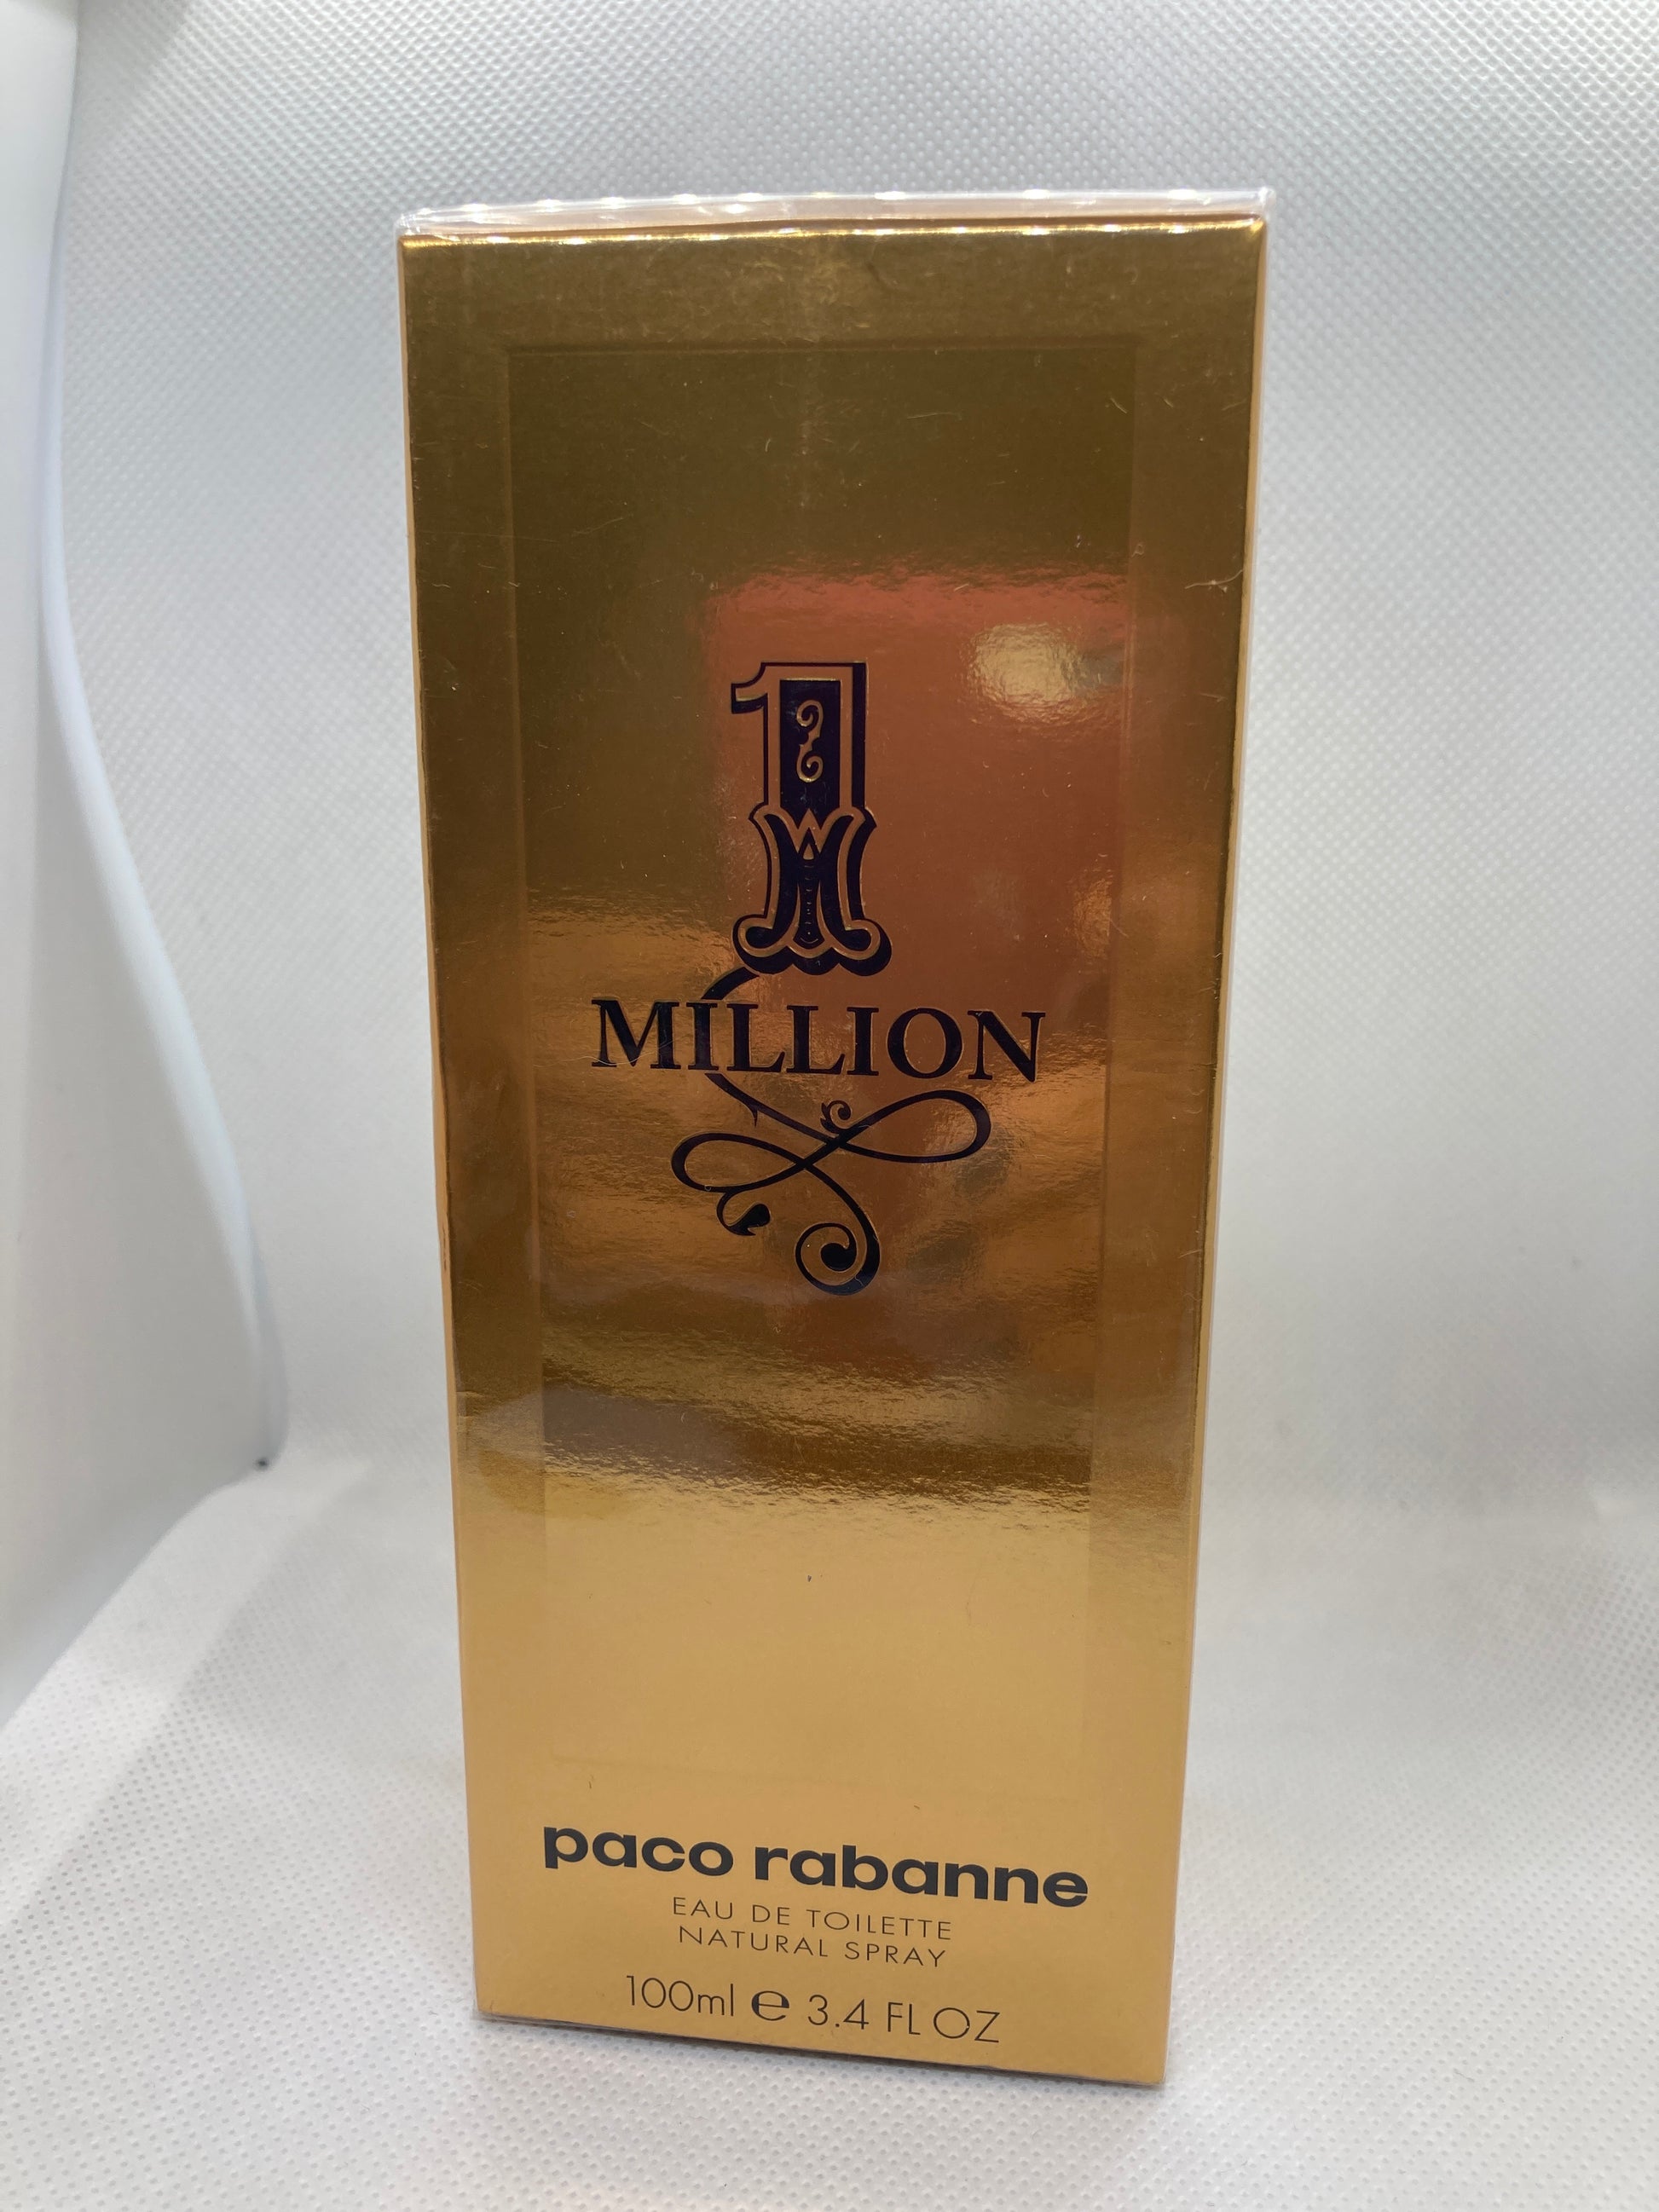 1
MILLION
paco rabanne
EAU DE TOILETTE
NATURAL SPRAY
100ml ℮ 3.4 FL OZ